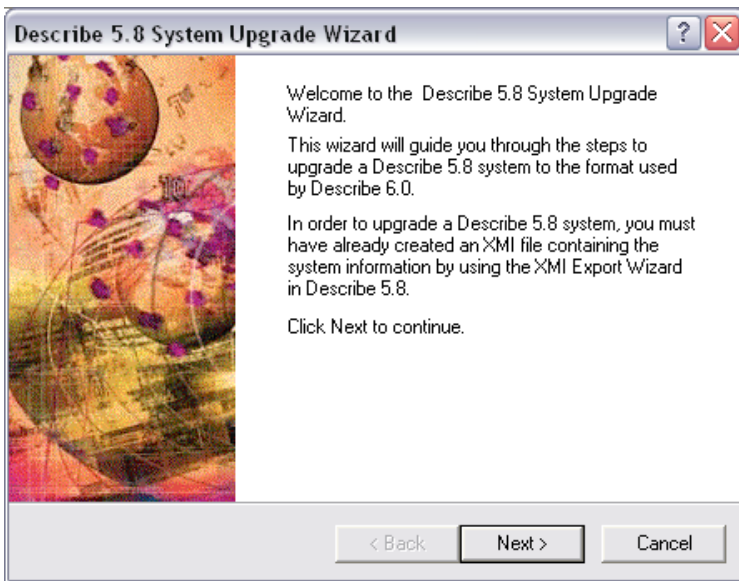 Describe 5.8 System Upgrade Wizard
Welcome to the Describe 5.8 System Upgrade
Wizard.
This wizard will guide you through the steps to
upgrade a Describe 5.8 system to the format used
by Describe 6.0.
In order to upgrade a Describe 5.8 system, you must
have already created an XMI file containing the
system information by using the XMI Export Wizard
in Describe 5.8.
Click Next to continue.
< Back
Next >
Cancel